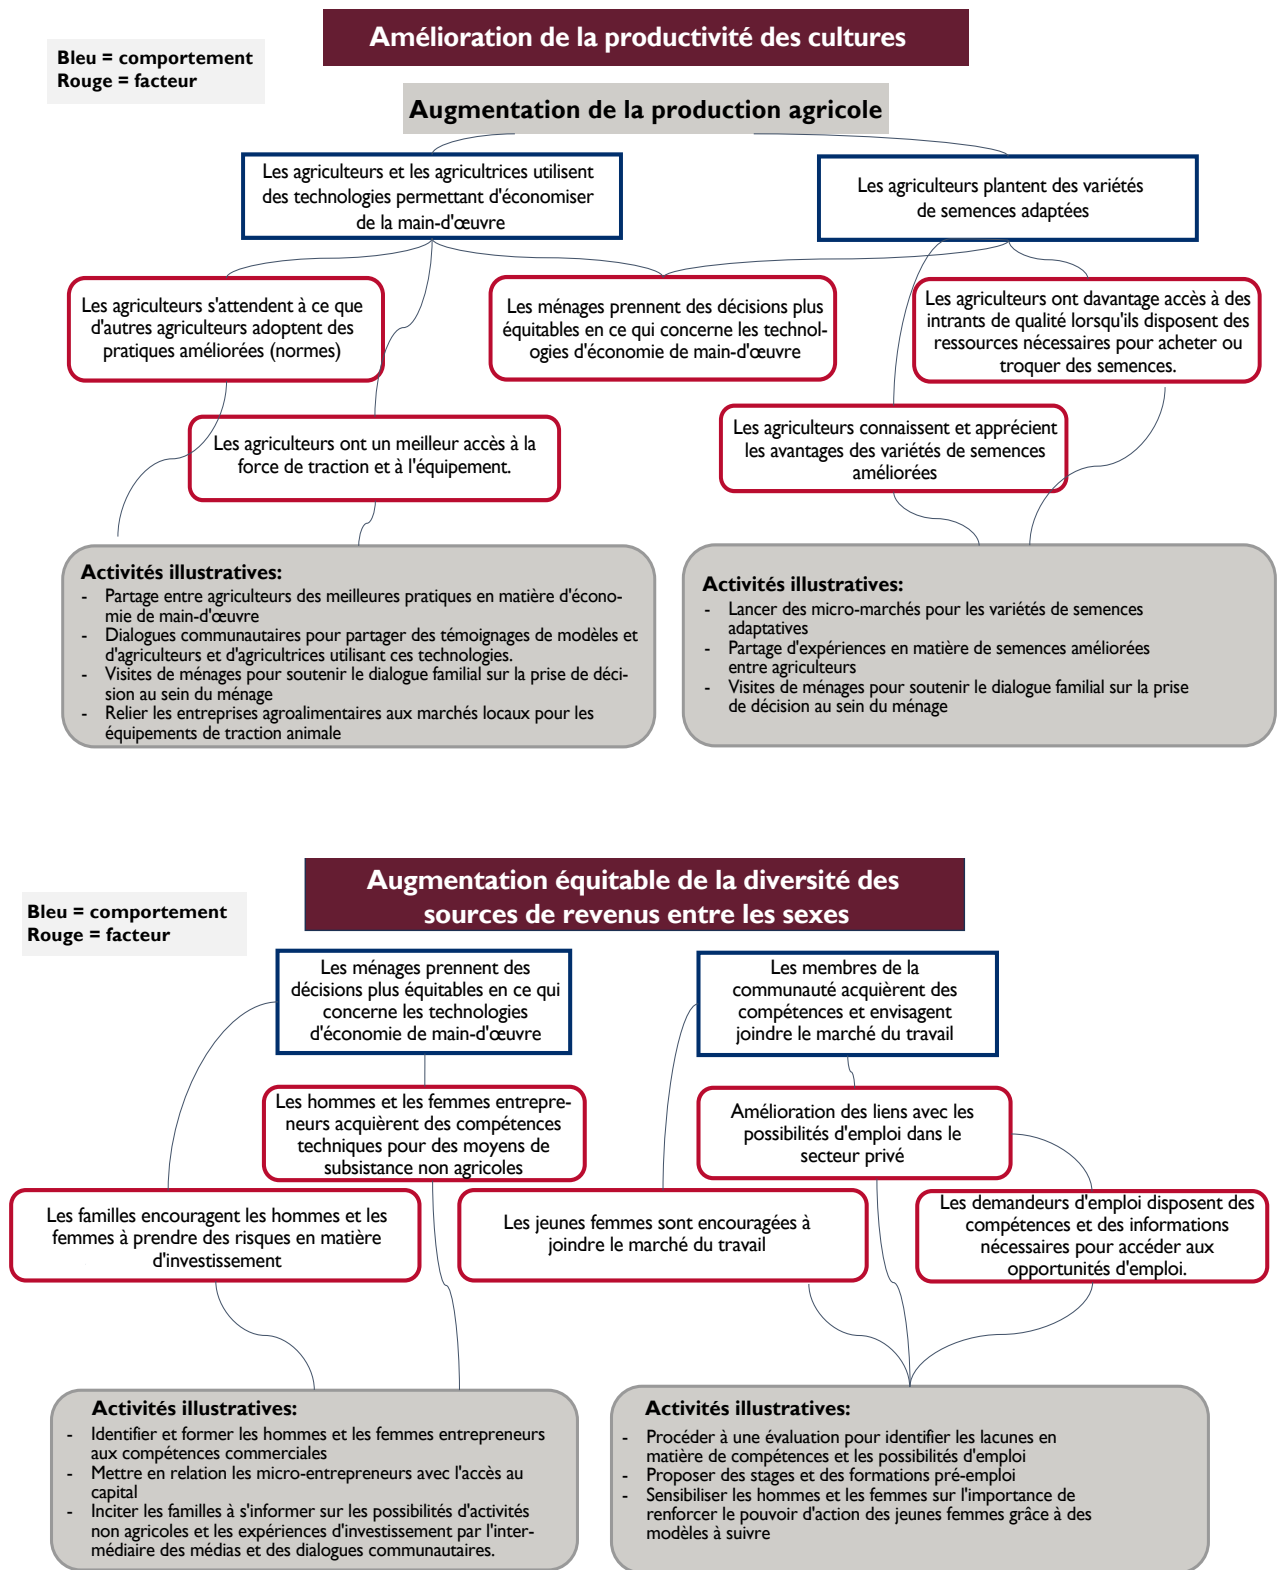 Amélioration de la productivité des cultures
Bleu = comportement
Rouge = facteur
Augmentation de la production agricole
Les agriculteurs et les agricultrices utilisent
des technologies permettant d'économiser
de la main-d'œuvre
Les agriculteurs plantent des variétés
de semences adaptées
Les agriculteurs s'attendent à ce que
d'autres agriculteurs adoptent des
pratiques améliorées (normes)
Les ménages prennent des décisions plus
équitables en ce qui concerne les technol-
ogies d'économie de main-d'œuvre
Les agriculteurs ont davantage accès à des
intrants de qualité lorsqu'ils disposent des
ressources nécessaires pour acheter ou
troquer des semences.
Les agriculteurs ont un meilleur accès à la
force de traction et à l'équipement.
Les agriculteurs connaissent et apprécient
les avantages des variétés de semences
améliorées
Activités illustratives:
- Partage entre agriculteurs des meilleures pratiques en matière d'écono-
mie de main-d'œuvre
- Dialogues communautaires pour partager des témoignages de modèles et
d'agriculteurs et d'agricultrices utilisant ces technologies.
- Visites de ménages pour soutenir le dialogue familial sur la prise de déci-
sion au sein du ménage
- Relier les entreprises agroalimentaires aux marchés locaux pour les
équipements de traction animale
Activités illustratives:
- Lancer des micro-marchés pour les variétés de semences
adaptatives
- Partage d'expériences en matière de semences améliorées
entre agriculteurs
- Visites de ménages pour soutenir le dialogue familial sur la prise
de décision au sein du ménage
Augmentation équitable de la diversité des
sources de revenus entre les sexes
Bleu = comportement
Rouge = facteur
Les ménages prennent des
décisions plus équitables en ce qui
concerne les technologies
d'économie de main-d'œuvre
Les membres de la
communauté acquièrent des
compétences et envisagent
joindre le marché du travail
Les hommes et les femmes entrepre-
neurs acquièrent des compétences
techniques pour des moyens de
subsistance non agricoles
Amélioration des liens avec les
possibilités d'emploi dans le
secteur privé
Les familles encouragent les hommes et les
femmes à prendre des risques en matière
d'investissement
Les jeunes femmes sont encouragées à
joindre le marché du travail
Les demandeurs d'emploi disposent des
compétences et des informations
nécessaires pour accéder aux
opportunités d'emploi.
Activités illustratives:
- Identifier et former les hommes et les femmes entrepreneurs
aux compétences commerciales
- Mettre en relation les micro-entrepreneurs avec l'accès au
capital
- Inciter les familles à s'informer sur les possibilités d'activités
non agricoles et les expériences d'investissement par l'inter-
médiaire des médias et des dialogues communautaires.
Activités illustratives:
- Procéder à une évaluation pour identifier les lacunes en
matière de compétences et les possibilités d'emploi
- Proposer des stages et des formations pré-emploi
- Sensibiliser les hommes et les femmes sur l'importance de
renforcer le pouvoir d'action des jeunes femmes grâce à des
modèles à suivre